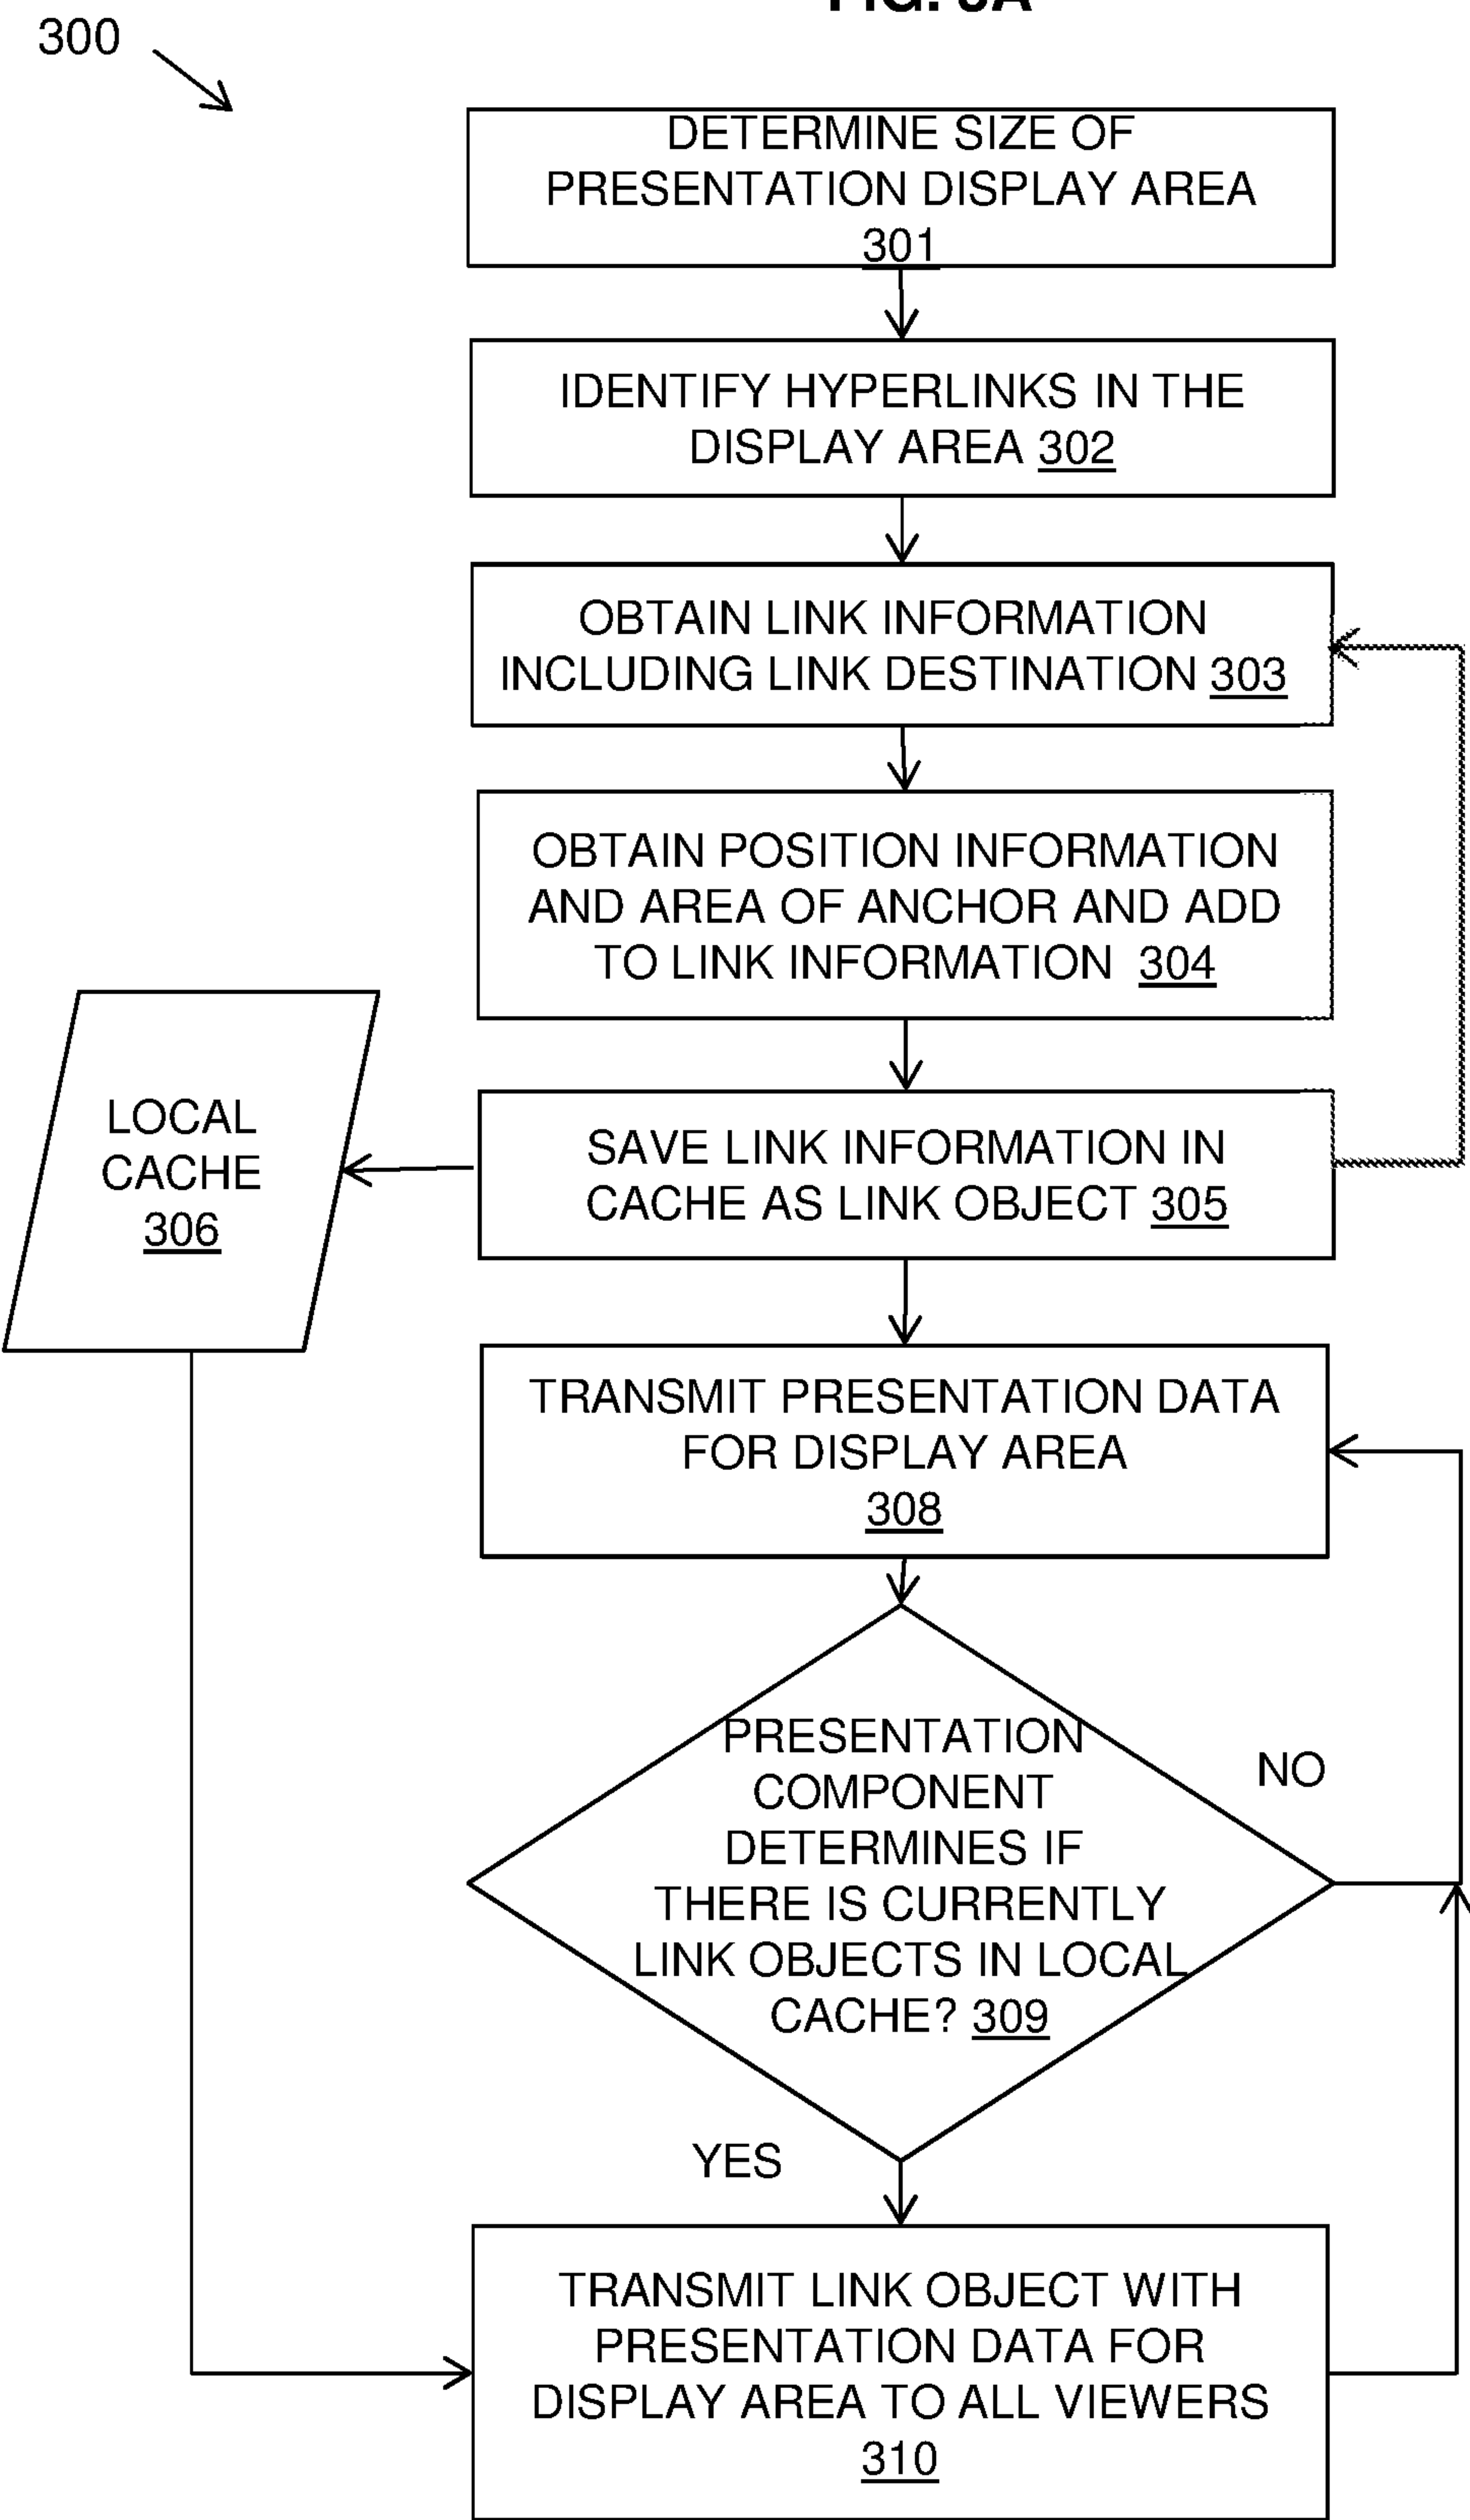 300
DETERMINE SIZE OF
PRESENTATION DISPLAY AREA
301
IDENTIFY HYPERLINKS IN THE
DISPLAY AREA 302
OBTAIN LINK INFORMATION
INCLUDING LINK DESTINATION 303
OBTAIN POSITION INFORMATION
AND AREA OF ANCHOR AND ADD
TO LINK INFORMATION 304
LOCAL
CACHE
306
SAVE LINK INFORMATION IN
CACHE AS LINK OBJECT 305
TRANSMIT PRESENTATION DATA
FOR DISPLAY AREA
308
PRESENTATION
COMPONENT
DETERMINES IF
THERE IS CURRENTLY
LINK OBJECTS IN LOCAL
CACHE? 309
NO
YES
TRANSMIT LINK OBJECT WITH
PRESENTATION DATA FOR
DISPLAY AREA TO ALL VIEWERS
310